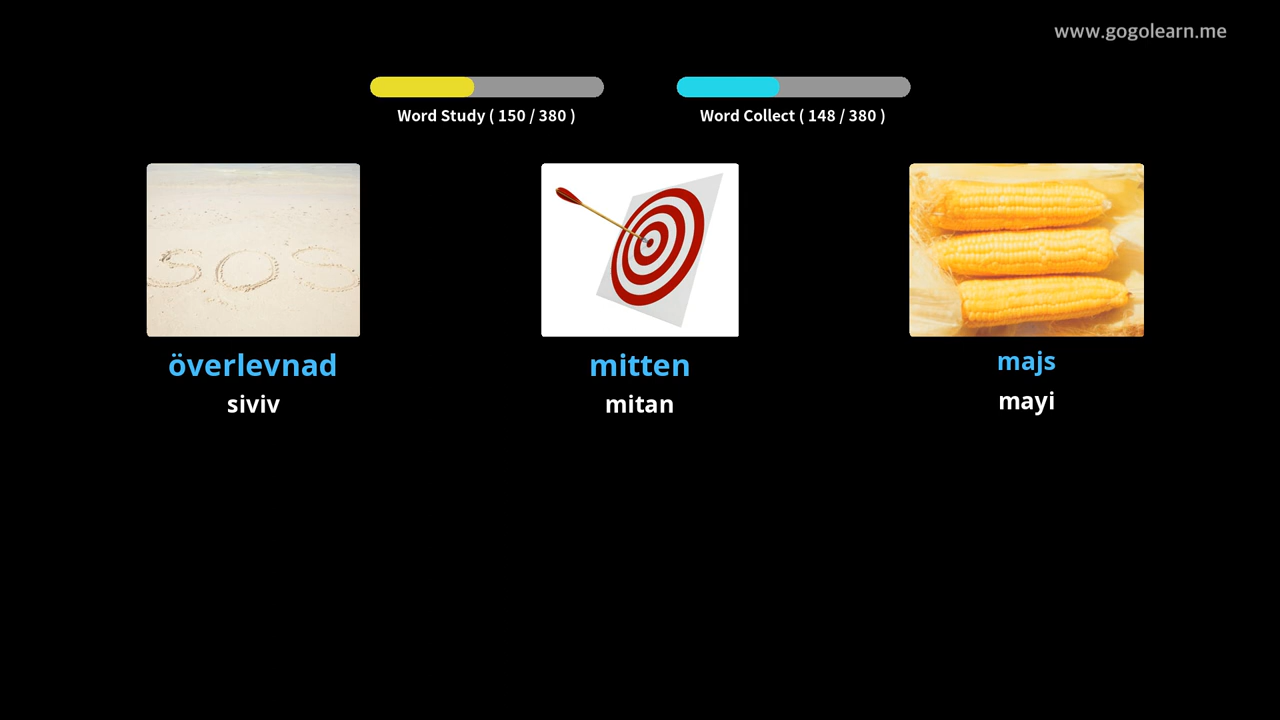 www.gogolearn.me
Word Study ( 150 / 380 )
Word Collect ( 148 / 380 )
SOS
överlevnad
mitten
majs
siviv
mitan
mayi